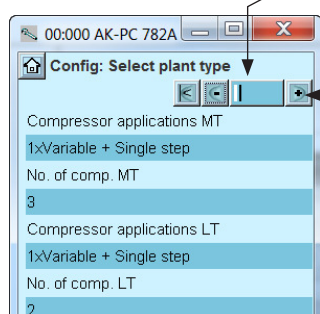 00:000 AK-PC 782A
Config: Select plant type
Compressor applications MT
1xVariable + Single step
No. of comp. MT
3
Compressor applications LT
1xVariable + Single step
No. of comp. LT
2